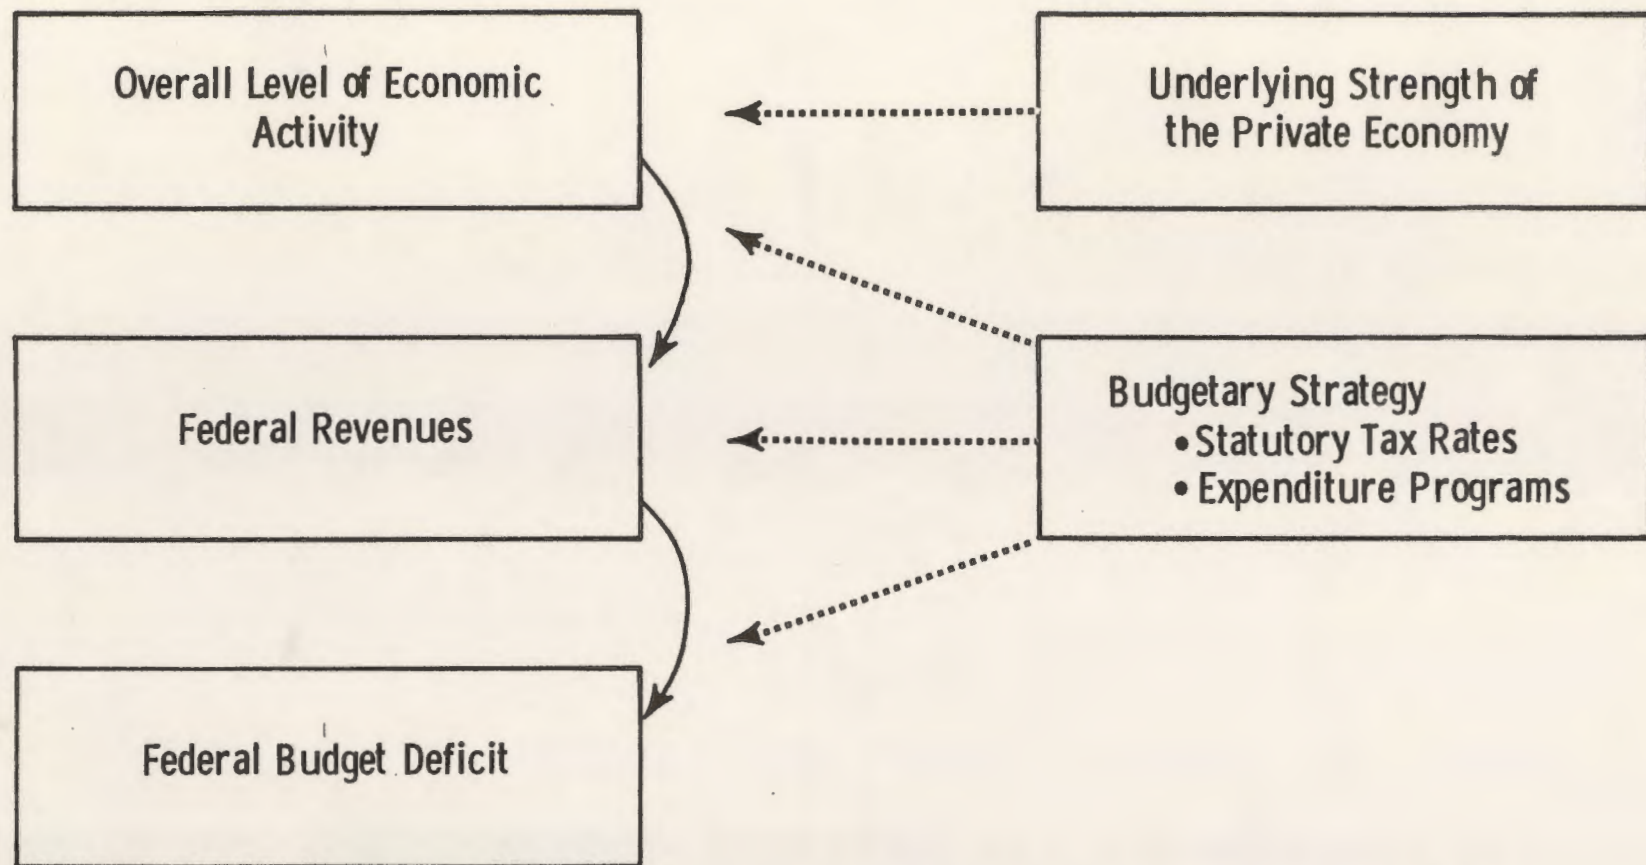 Overall Level of Economic
Activity
Underlying Strength of
the Private Economy
Federal Revenues
Budgetary Strategy
• Statutory Tax Rates
• Expenditure Programs
Federal Budget Deficit